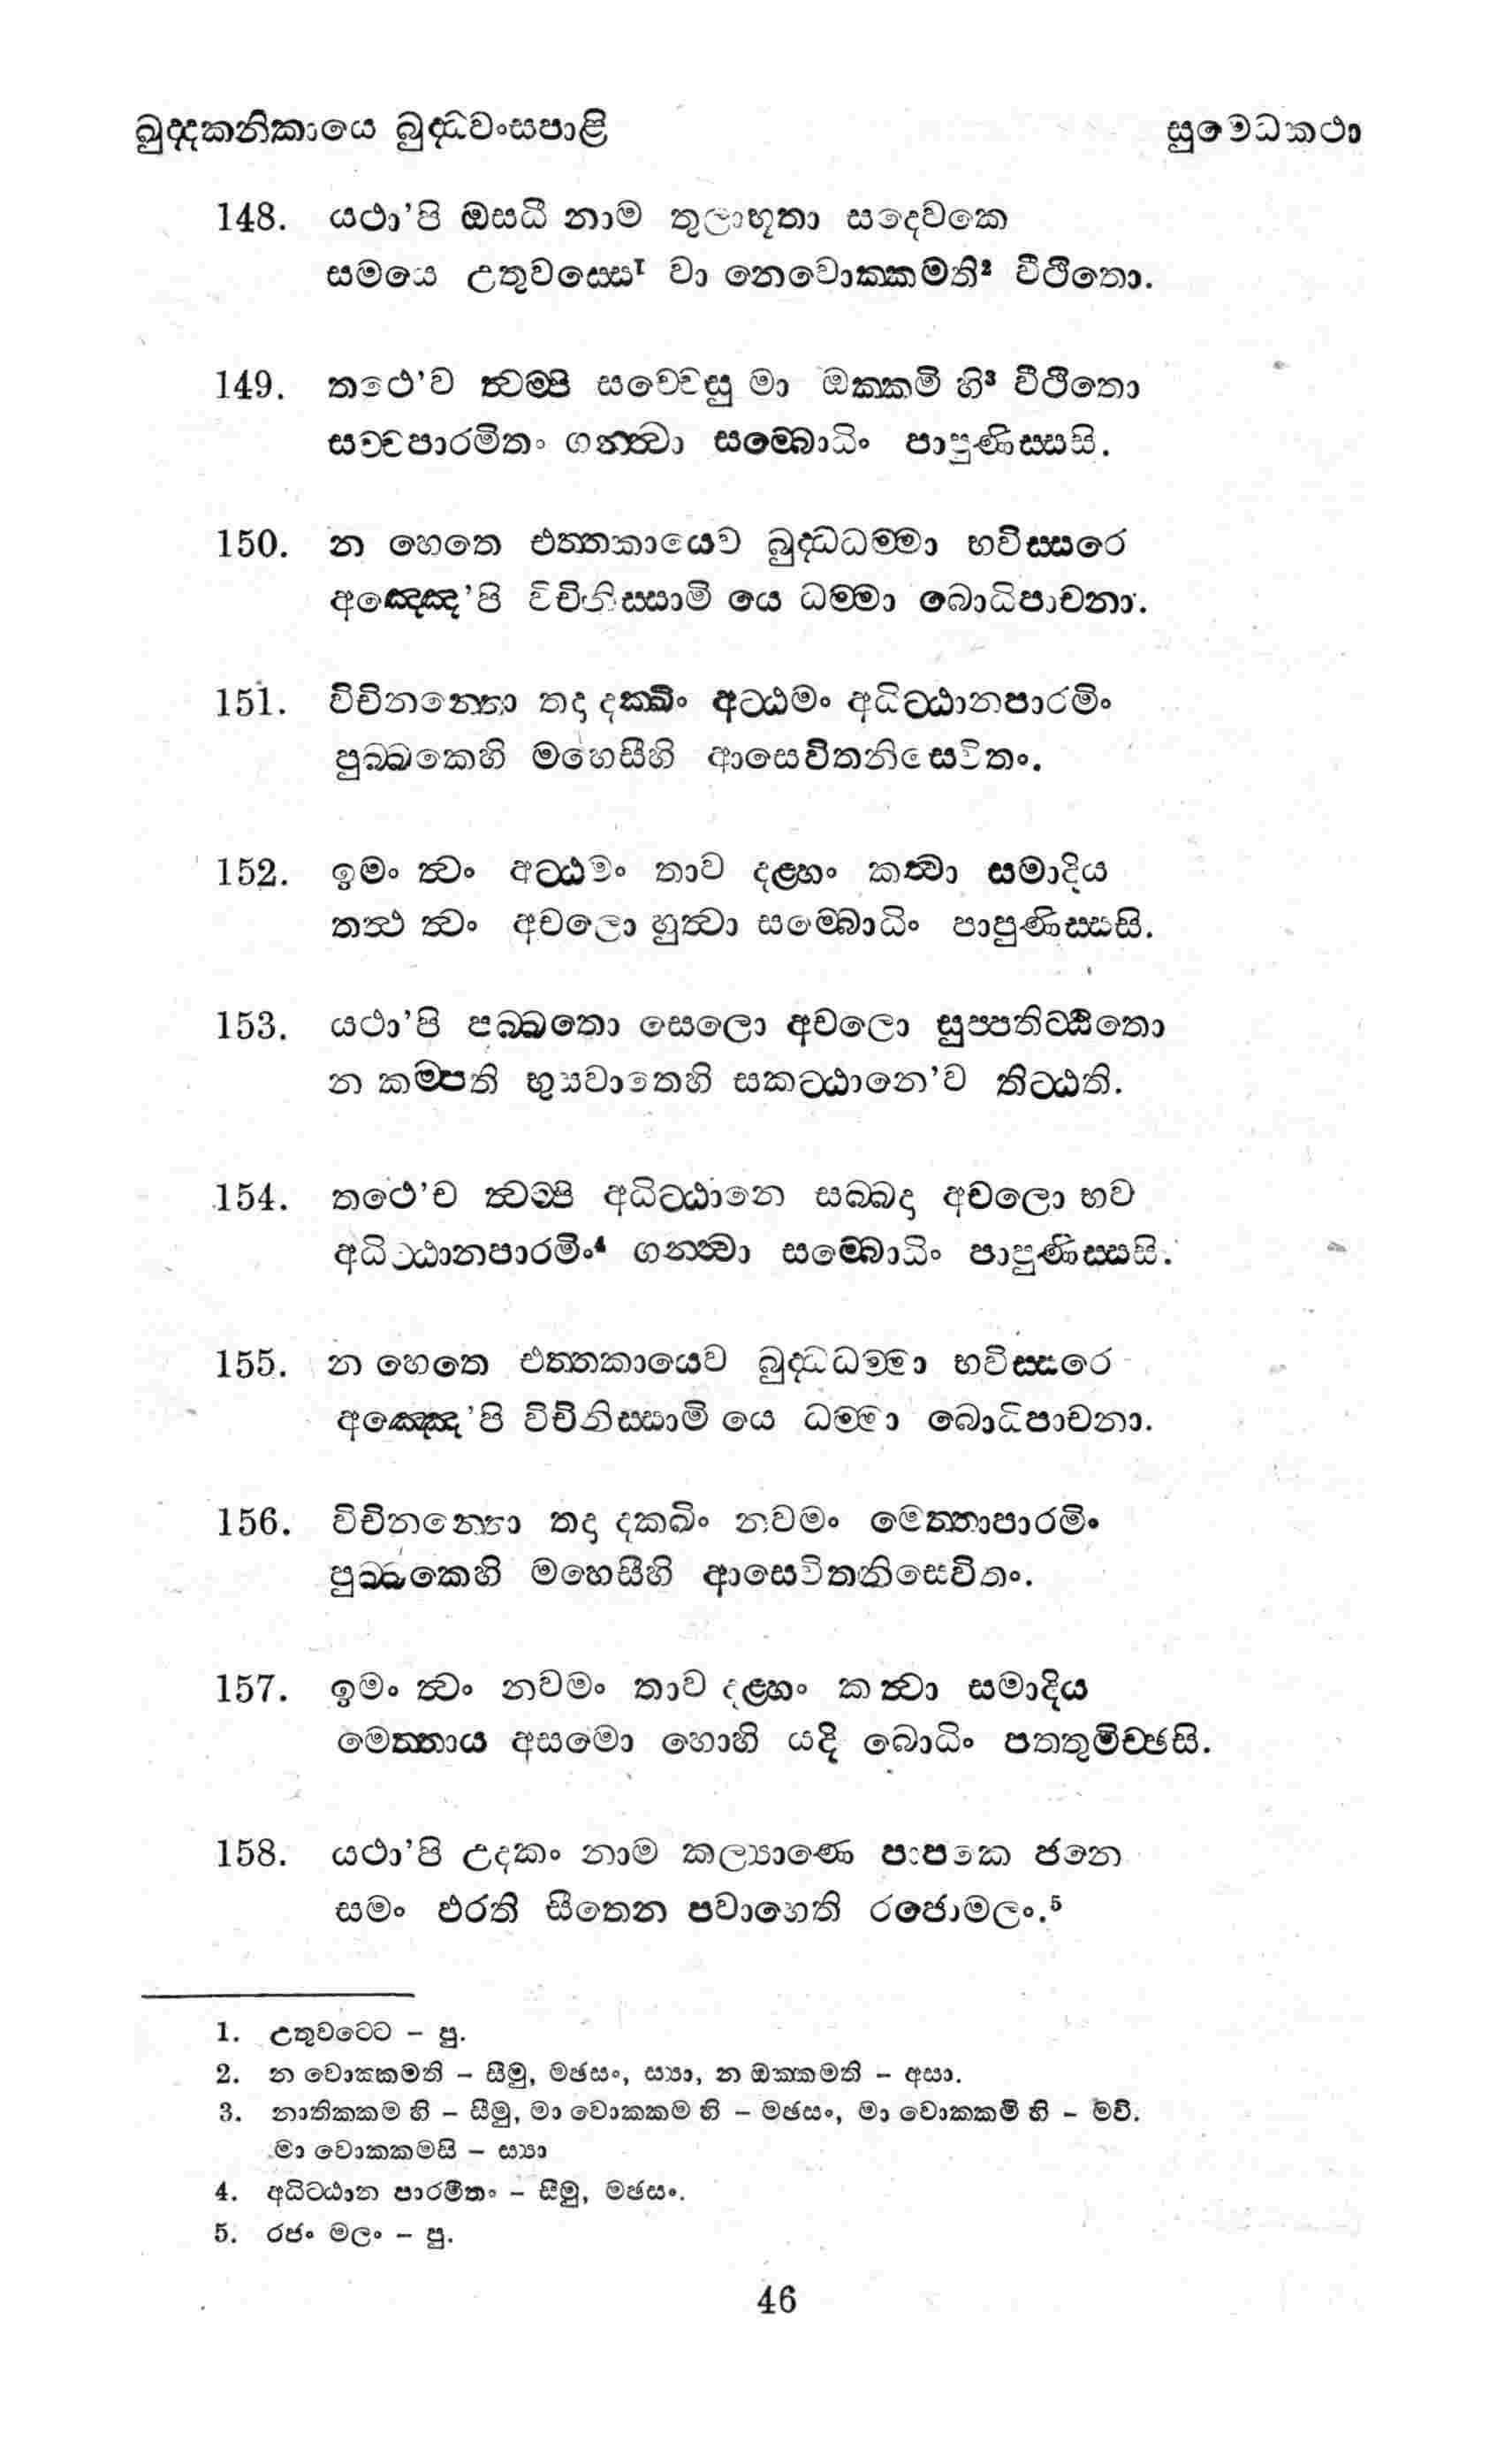 ඛුද්දකනිකායෙ බුද්ධවංසපාළි සුමෙධකථා
148. යථා'පි ඔසධී නාම තුලාභූතා සදෙවකෙ
සමයෙ උතුවස්සෙ¹ වා නෙවොක්කමති² වීථිතො.
149. තථෙ'ව ත්වම්පි සච්චෙසු මා ඔක්කමි හි³ වීථිතො
සච්චපාරමිතං ගන්ත්වා සම්බොධිං පාපුණිස්සසි.
150. න හෙතෙ එත්තකායෙව බුද්ධධම්මා භවිස්සරෙ
අඤ්ඤෙ'පි විචිනිස්සාමි යෙ ධම්මා බොධිපාචනා.
151. විචිනන්තො තදා දක්ඛිං අට්ඨමං අධිට්ඨානපාරමිං
පුබ්බකෙහි මහෙසීහි ආසෙවිතනිසෙවිතං.
152. ඉමං ත්වං අට්ඨමං තාව දළ්හං කත්වා සමාදිය
තත්ථ ත්වං අචලො හුත්වා සම්බොධිං පාපුණිස්සසි.
153. යථා'පි පබ්බතො සෙලො අචලො සුප්පතිට්ඨිතො
න කම්පති භුසවාතෙහි සකට්ඨානෙ'ව තිට්ඨති.
154. තථෙ'ව ත්වම්පි අධිට්ඨානෙ සබ්බදා අචලො භව
අධිට්ඨානපාරමිං⁴ ගන්ත්වා සම්බොධිං පාපුණිස්සසි.
155. න හෙතෙ එත්තකායෙව බුද්ධධම්මා භවිස්සරෙ
අඤ්ඤෙ'පි විචිනිස්සාමි යෙ ධම්මා බොධිපාචනා.
156. විචිනන්තො තදා දක්ඛිං නවමං මෙත්තාපාරමිං
පුබ්බකෙහි මහෙසීහි ආසෙවිතනිසෙවිතං.
157. ඉමං ත්වං නවමං තාව දළ්හං කත්වා සමාදිය
මෙත්තාය අසමො හොහි යදි බොධිං පත්තුමිච්ඡසි.
158. යථා'පි උදකං නාම කල්‍යාණෙ පාපකෙ ජනෙ
සමං ඵරති සීතෙන පවාහෙති රජොමලං.⁵
1. උතුවට්ටෙ – පු.
2. න වොක්කමති – සීමු, මඡසං, ස්‍යා, න ඔක්කමති – අසා.
3. නාතික්කම හි – සීමු, මා වොක්කම හි – මඡසං, මා වොක්කමි හි – මවි.
මා වොක්කමසි – ස්‍යා
4. අධිට්ඨාන පාරමිතං – සීමු, මඡසං.
5. රජං මලං – පු.
46